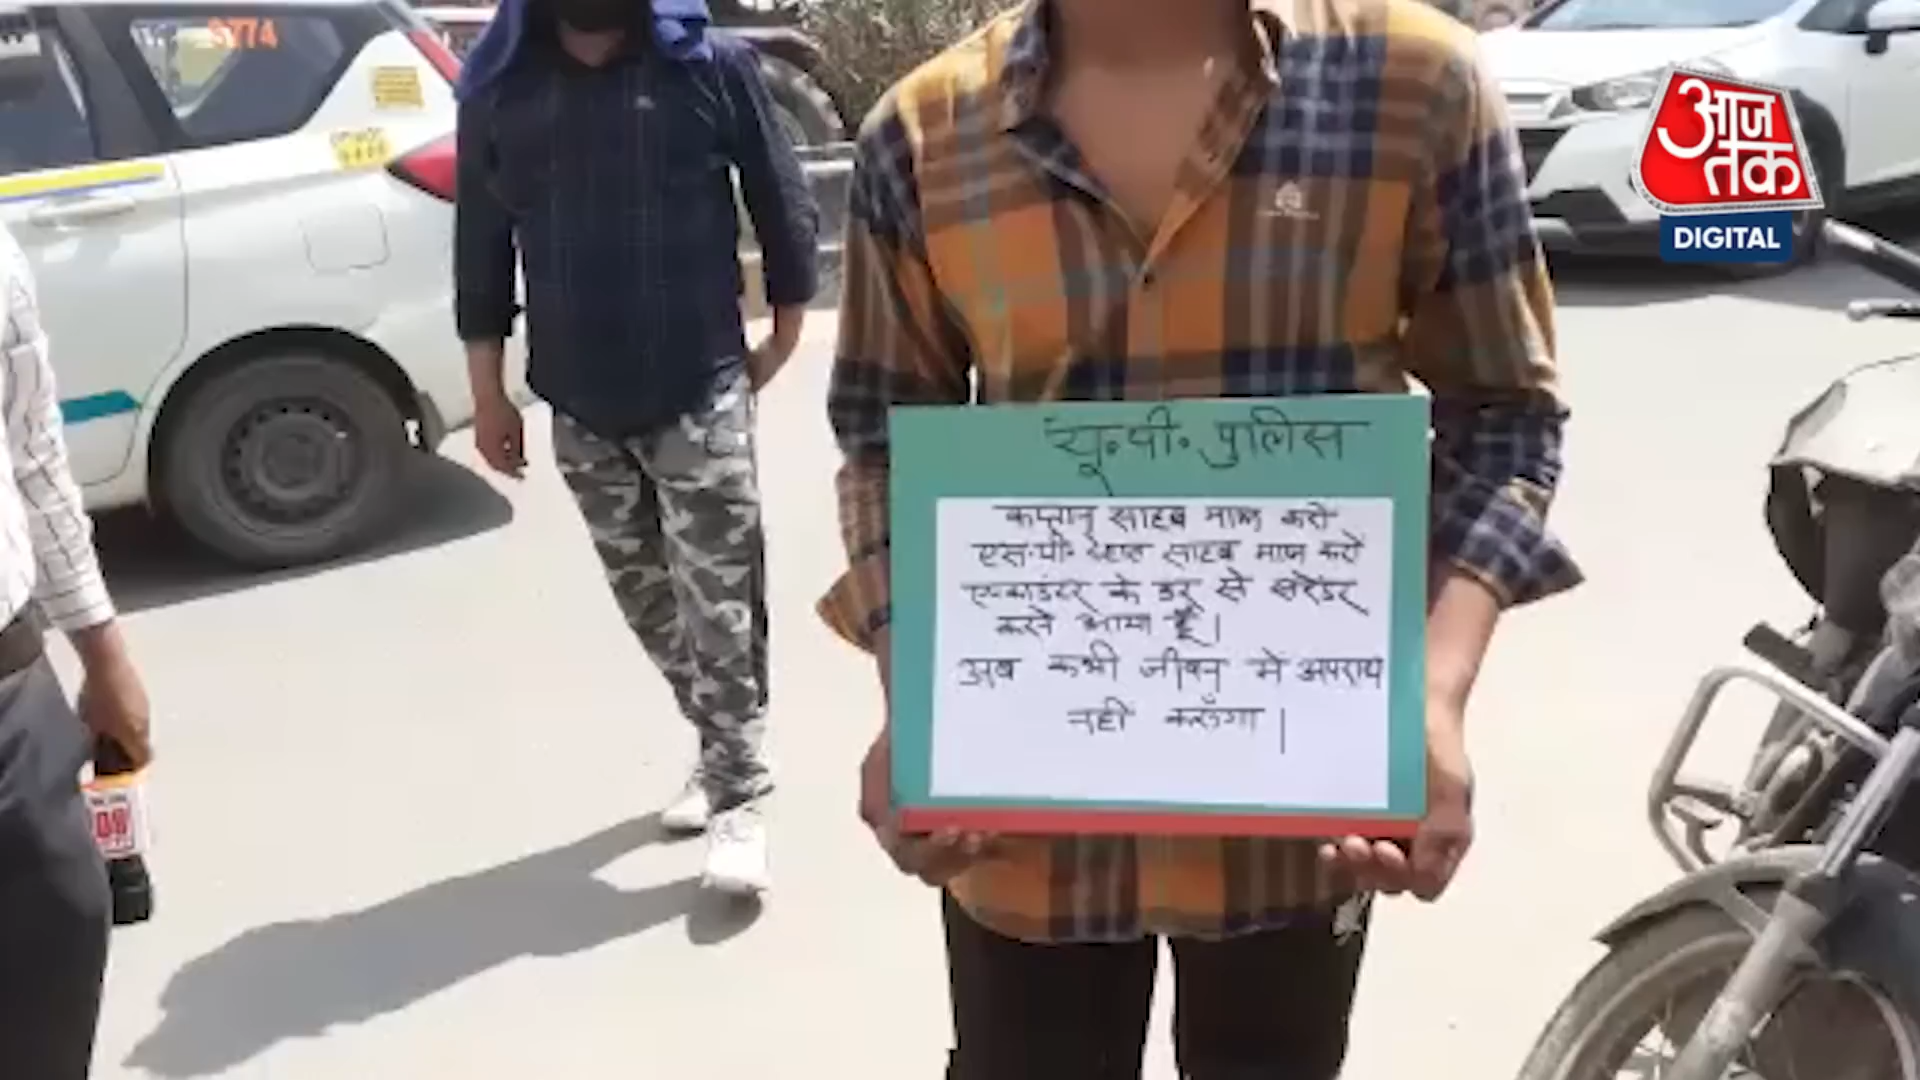 6774
आज
तक
DIGITAL
यू॰पी॰ पुलिस
कप्तान साहब माफ करो
एस॰पी॰ साहब माफ करो
एनकाउंटर के डर से सरेंडर
करने आया हूँ।
अब कभी जीवन मे अपराध
नहीं करूँगा।